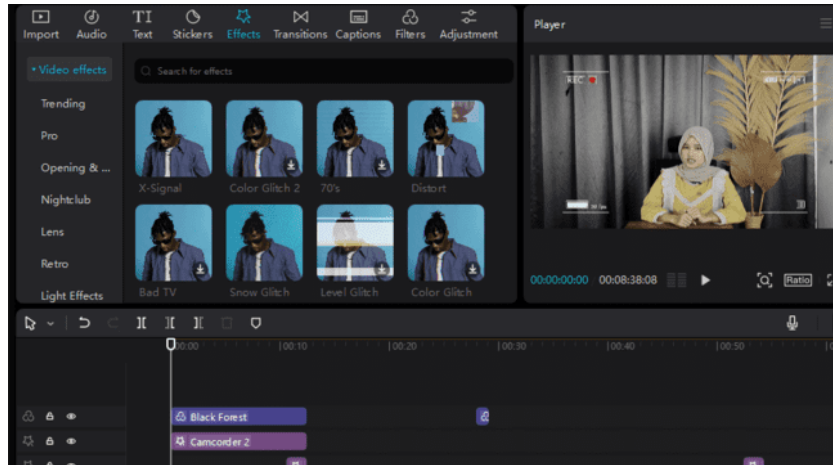 Import Audio Text Stickers Effects Transitions Captions Filters Adjustment
TI
Video effects
Search for effects
Trending
Pro
Opening & ...
Nightclub
Lens
Retro
Light Effects
X-Signal Color Glitch 2 70's Distort
Bad TV Snow Glitch Level Glitch Color Glitch
Player
REC
00:00:00:00 00:08:38:08
Ratio
00:00 00:10 00:20 00:30 00:40 00:50
Black Forest
Camcorder 2